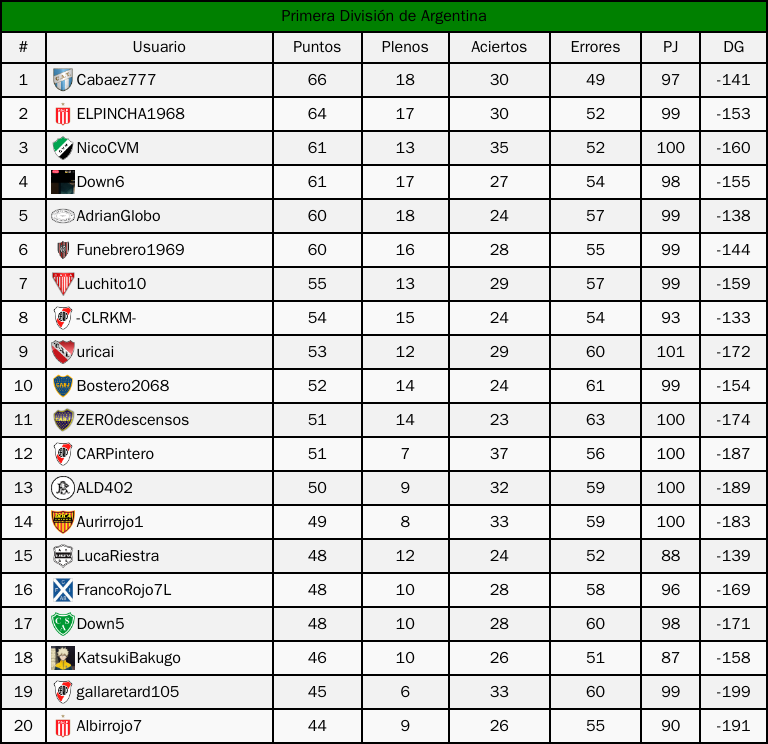 Primera División de Argentina
# Usuario Puntos Plenos Aciertos Errores PJ DG
1 Cabaez777 66 18 30 49 97 -141
2 ELPINCHA1968 64 17 30 52 99 -153
3 NicoCVM 61 13 35 52 100 -160
4 Down6 61 17 27 54 98 -155
5 AdrianGlobo 60 18 24 57 99 -138
6 Funebrero1969 60 16 28 55 99 -144
7 Luchito10 55 13 29 57 99 -159
8 -CLRKM- 54 15 24 54 93 -133
9 uricai 53 12 29 60 101 -172
10 Bostero2068 52 14 24 61 99 -154
11 ZEROdescensos 51 14 23 63 100 -174
12 CARPintero 51 7 37 56 100 -187
13 ALD402 50 9 32 59 100 -189
14 Aurirrojo1 49 8 33 59 100 -183
15 LucaRiestra 48 12 24 52 88 -139
16 FrancoRojo7L 48 10 28 58 96 -169
17 Down5 48 10 28 60 98 -171
18 KatsukiBakugo 46 10 26 51 87 -158
19 gallaretard105 45 6 33 60 99 -199
20 Albirrojo7 44 9 26 55 90 -191